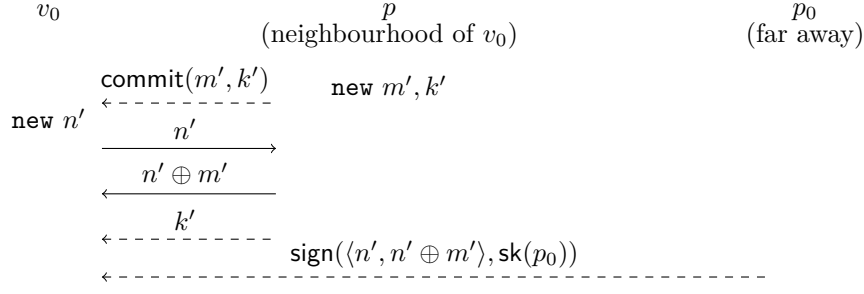 v₀ p p₀
(neighbourhood of v₀) (far away)
commit(m′, k′) new m′, k′
new n′
n′
n′ ⊕ m′
k′
sign(⟨n′, n′ ⊕ m′⟩, sk(p₀))